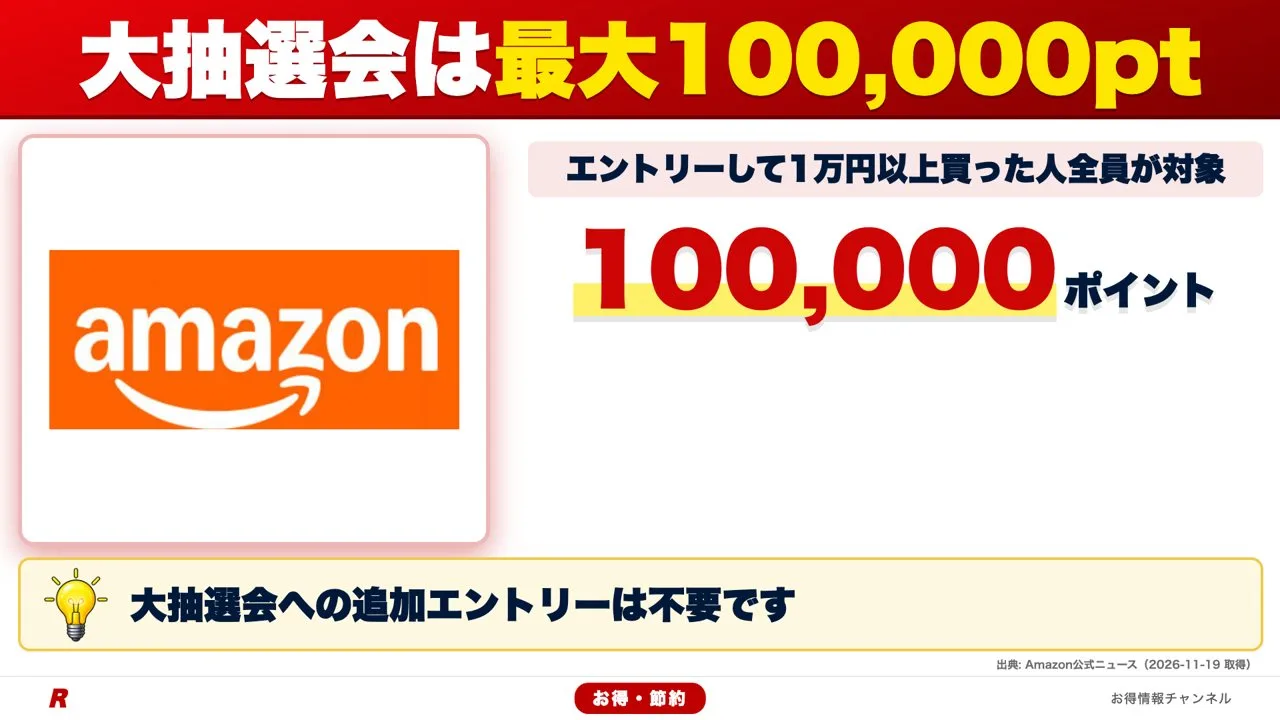 大抽選会は最大100,000pt
エントリーして1万円以上買った人全員が対象
100,000ポイント
amazon
大抽選会への追加エントリーは不要です
出典: Amazon公式ニュース（2026-11-19 取得）
R
お得・節約
お得情報チャンネル